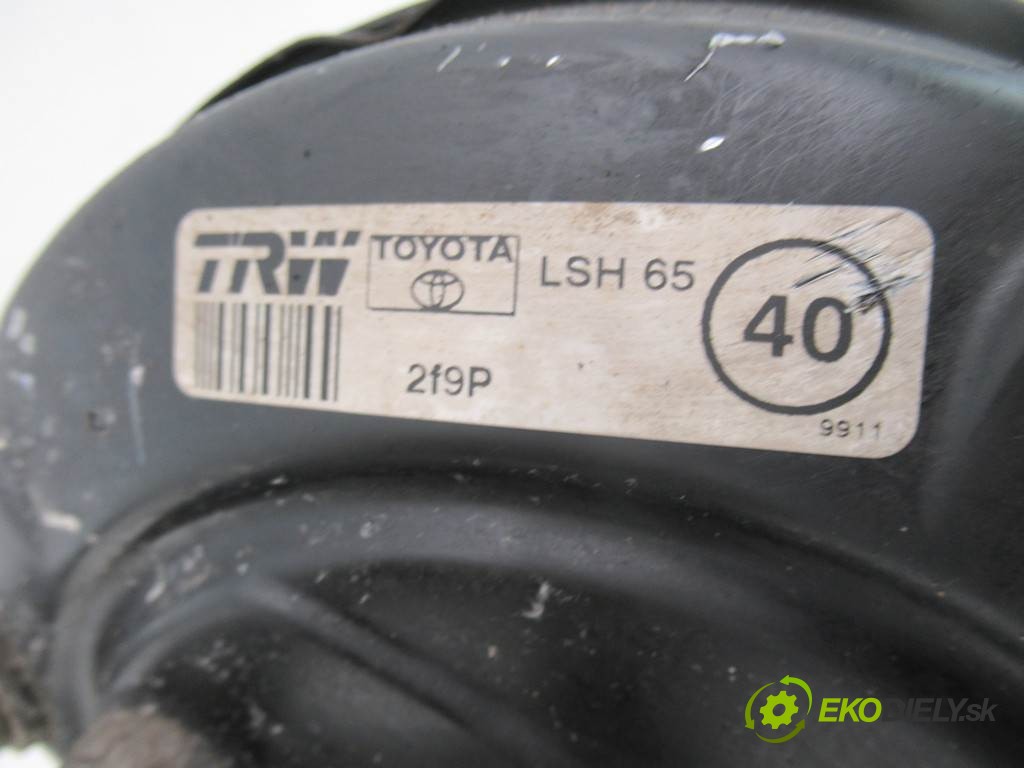 TRW TOYOTA LSH 65 40
2f9P
9911
EKODIELY.sk